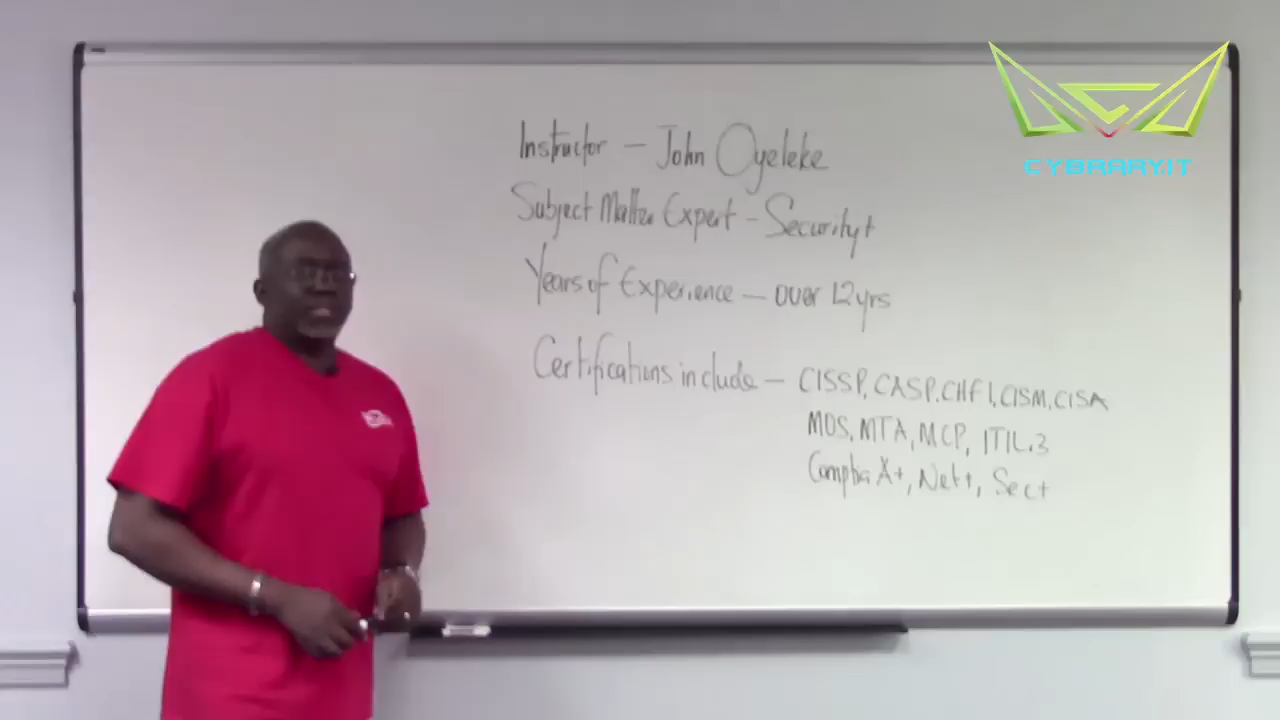 Instructor - John Oyeleke
Subject Matter Expert - Security+
Years of Experience - over 12yrs
Certifications include - CISSP, CASP, CHFI, CISM, CISA
MOS, MTA, MCP, ITIL.3
Comptia A+, Net+, Sec+
CYBRARY.IT